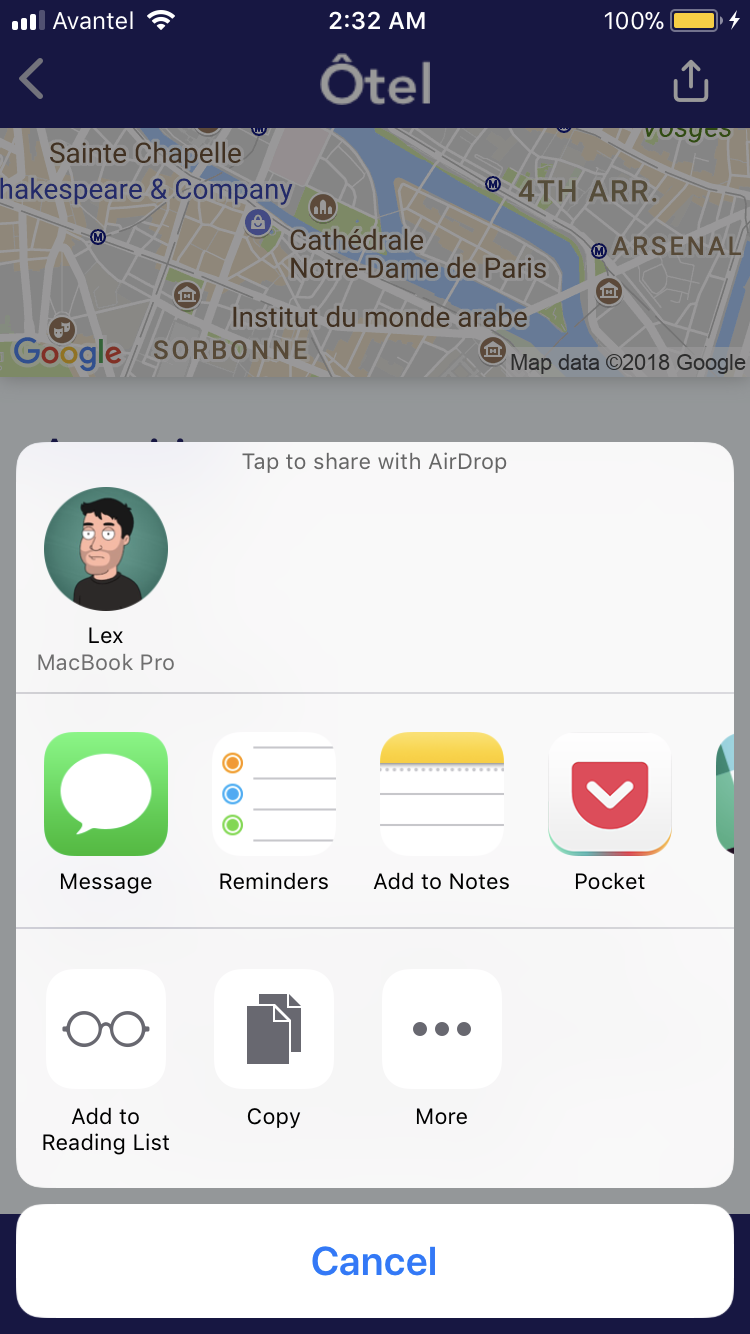 Avantel 2:32 AM 100%
Ôtel
Vosges
Sainte Chapelle
hakespeare & Company
4TH ARR.
M
M
M
Cathédrale
Notre-Dame de Paris
ARSENAL
Institut du monde arabe
Google
SORBONNE
Map data ©2018 Google
Tap to share with AirDrop
Lex
MacBook Pro
Message Reminders Add to Notes Pocket
Add to
Reading List
Copy
More
Cancel